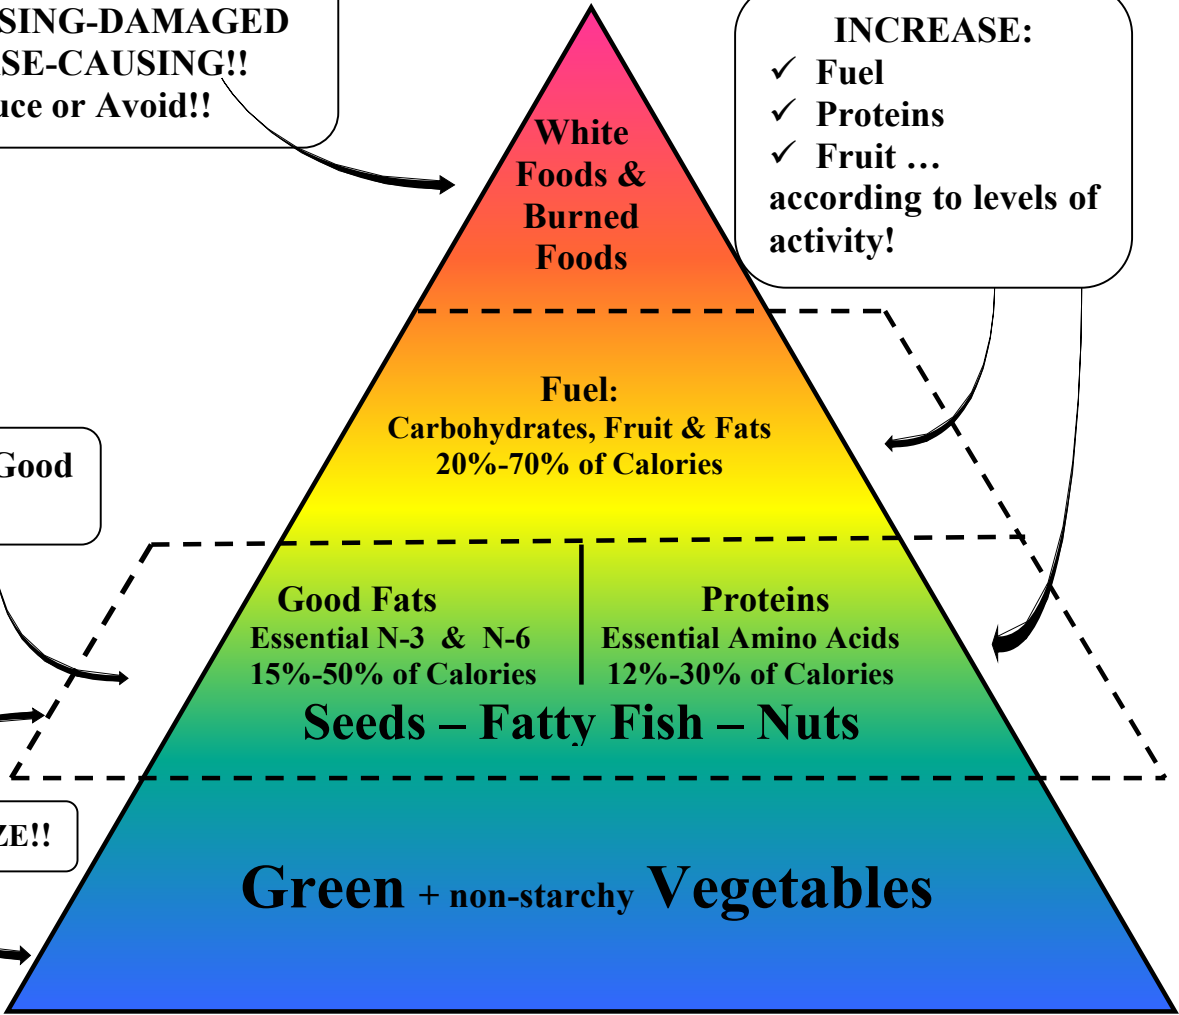 SING-DAMAGED
SE-CAUSING!!
uce or Avoid!!
INCREASE:
✓ Fuel
✓ Proteins
✓ Fruit …
according to levels of
activity!
White
Foods &
Burned
Foods
Fuel:
Carbohydrates, Fruit & Fats
20%-70% of Calories
Good
Good Fats
Essential N-3 & N-6
15%-50% of Calories
Proteins
Essential Amino Acids
12%-30% of Calories
Seeds – Fatty Fish – Nuts
ZE!!
Green + non-starchy Vegetables